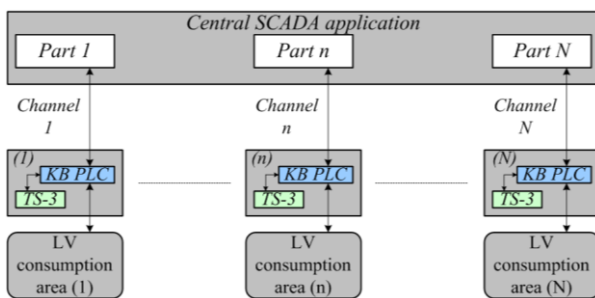 Central SCADA application
Part 1
Part n
Part N
Channel
1
Channel
n
Channel
N
(1)
KB PLC
TS-3
(n)
KB PLC
TS-3
(N)
KB PLC
TS-3
LV
consumption
area (1)
LV
consumption
area (n)
LV
consumption
area (N)